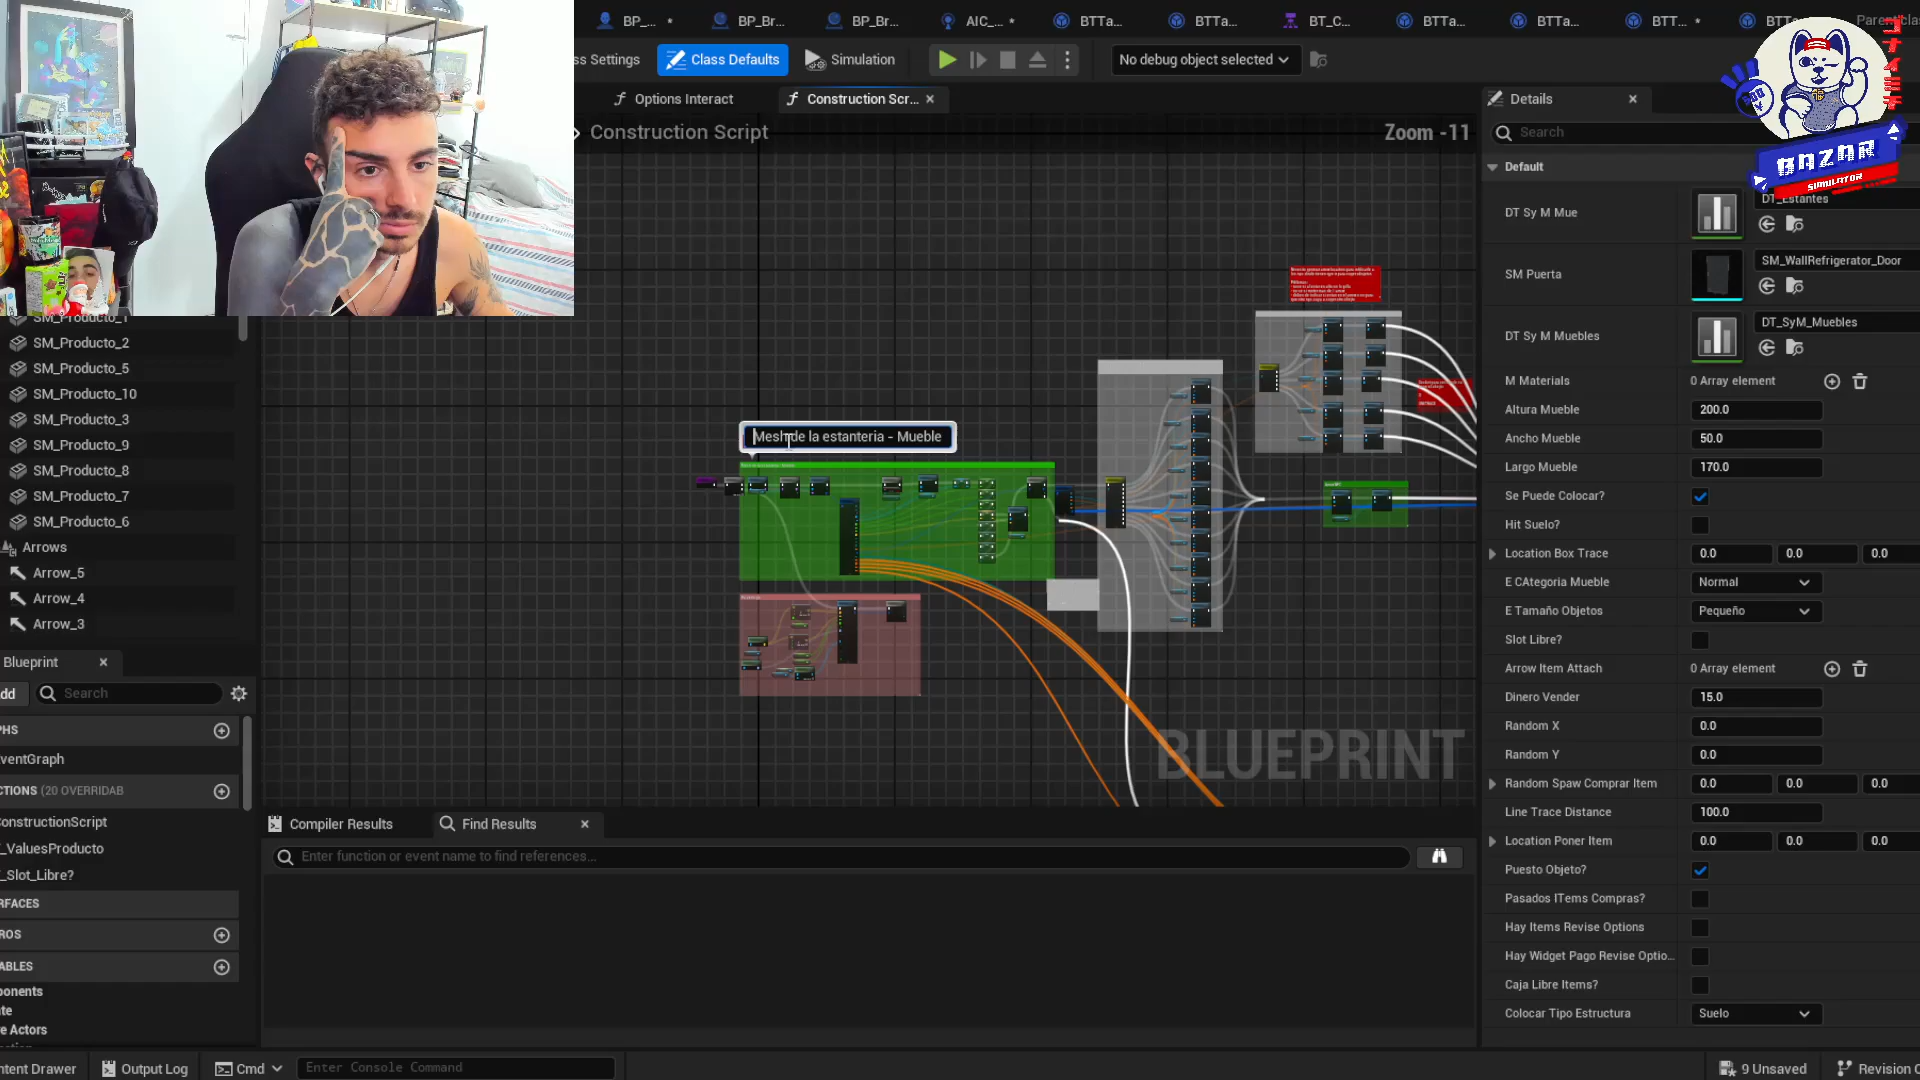 BP_...
BP_Br...
BP_Br...
AIC_...
BTTa...
BTTa...
BT_C...
BTTa...
BTTa...
BTT...
ss Settings
Class Defaults
Simulation
No debug object selected
Options Interact
Construction Scr...
Construction Script
Zoom -11
SM_Producto_2
SM_Producto_5
SM_Producto_10
SM_Producto_3
SM_Producto_9
SM_Producto_8
SM_Producto_7
SM_Producto_6
Arrows
Arrow_5
Arrow_4
Arrow_3
Blueprint
dd
Search
PHS
ventGraph
CTIONS (20 OVERRIDAB
onstructionScript
_ValuesProducto
_Slot_Libre?
RFACES
ROS
ABLES
ponents
te
re Actors
Mesh de la estanteria - Mueble
BLUEPRINT
Compiler Results
Find Results
Enter function or event name to find references...
Details
Search
Default
DT Sy M Mue
DT_Estantes
SM Puerta
SM_WallRefrigerator_Door
DT Sy M Muebles
DT_SyM_Muebles
M Materials
0 Array element
Altura Mueble
200.0
Ancho Mueble
50.0
Largo Mueble
170.0
Se Puede Colocar?
Hit Suelo?
Location Box Trace
0.0
0.0
0.0
E CAtegoria Mueble
Normal
E Tamaño Objetos
Pequeño
Slot Libre?
Arrow Item Attach
0 Array element
Dinero Vender
15.0
Random X
0.0
Random Y
0.0
Random Spaw Comprar Item
0.0
0.0
0.0
Line Trace Distance
100.0
Location Poner Item
0.0
0.0
0.0
Puesto Objeto?
Pasados ITems Compras?
Hay Items Revise Options
Hay Widget Pago Revise Optio...
Caja Libre Items?
Colocar Tipo Estructura
Suelo
BAZAR
SIMULATOR
ntent Drawer
Output Log
Cmd
Enter Console Command
9 Unsaved
Revision C